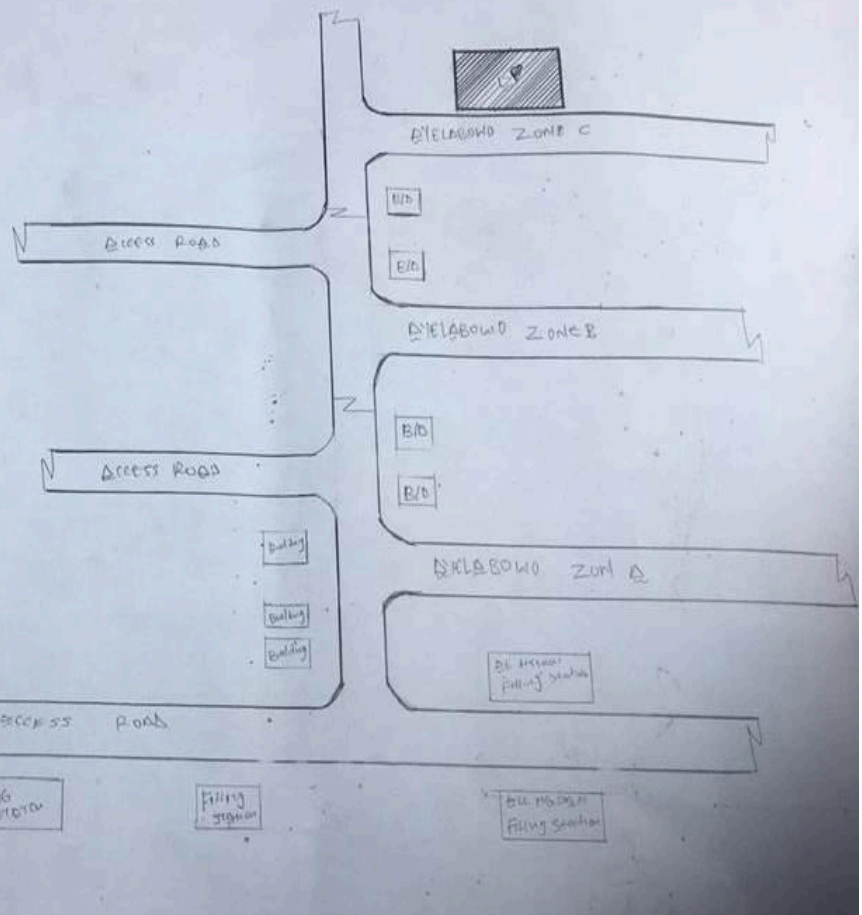 AYELABOWO ZONE C
B/D
ACCESS ROAD
B/D
AYELABOWO ZONE B
B/D
ACCESS ROAD
B/D
Building
AYELABOWO ZON A
Building
Building
Filling Station
ACCESS ROAD
Filling
Station
Filling Station